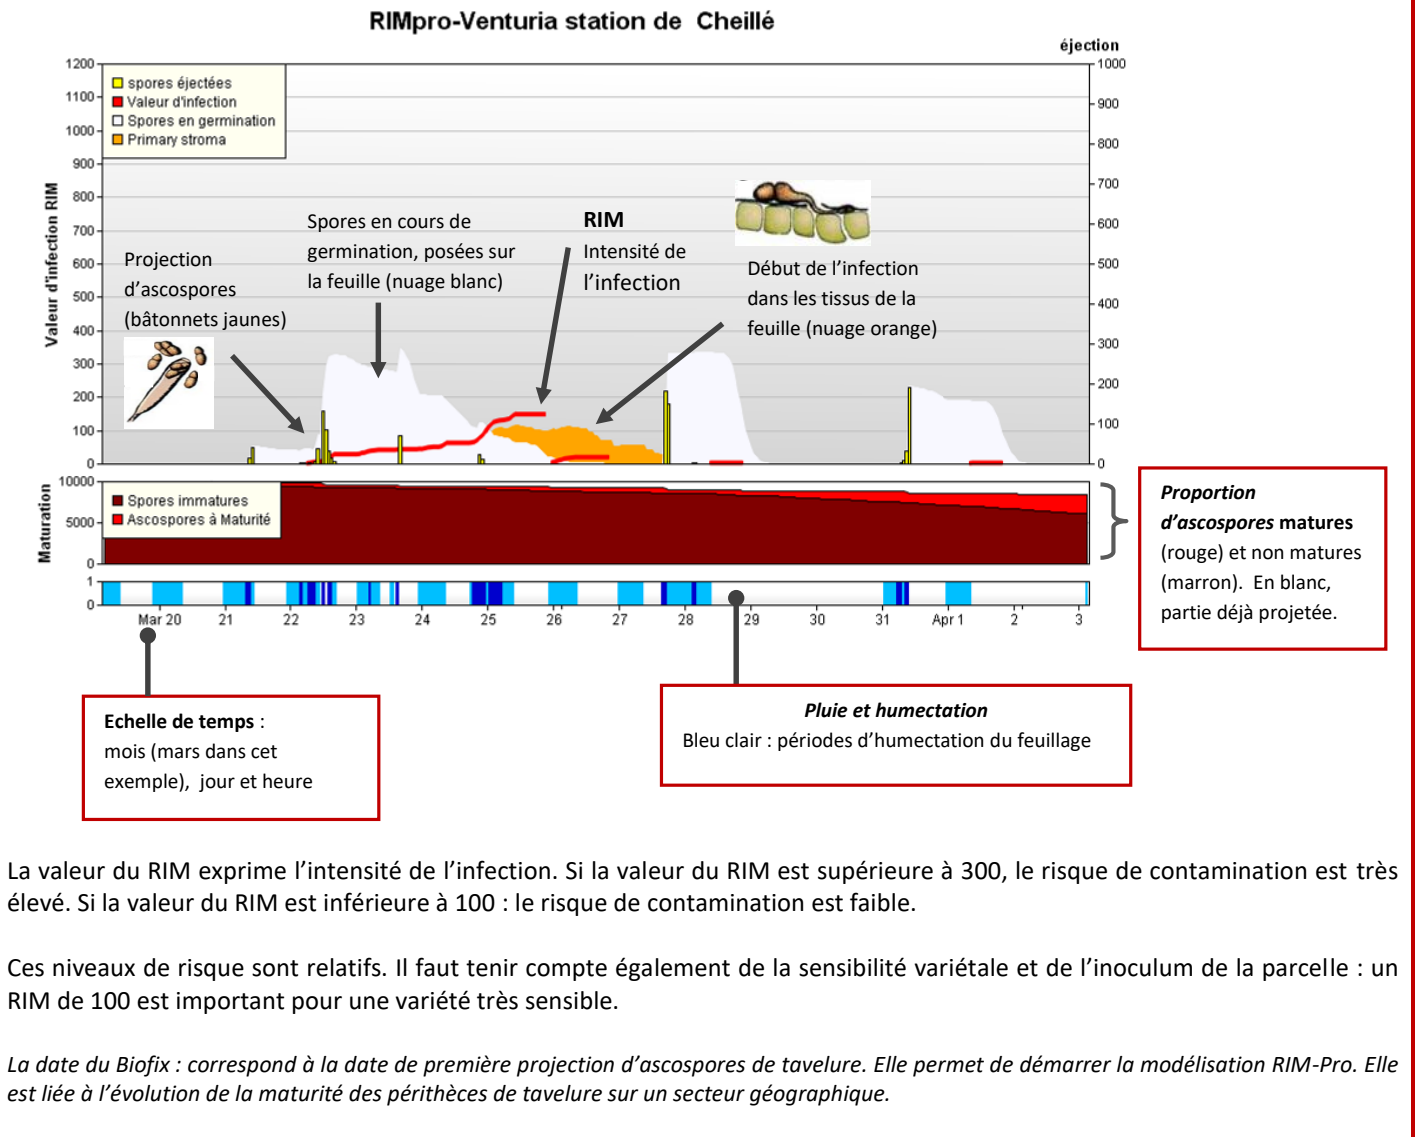 RIMpro-Venturia station de Cheillé
éjection
1200
1100
1000
900
800
700
600
500
400
300
200
100
0
Valeur d'infection RIM
1000
900
800
700
600
500
400
300
200
100
0
spores éjectées
Valeur d'infection
Spores en germination
Primary stroma
Projection
d’ascospores
(bâtonnets jaunes)
Spores en cours de
germination, posées sur
la feuille (nuage blanc)
RIM
Intensité de
l’infection
Début de l’infection
dans les tissus de la
feuille (nuage orange)
Maturation
10000
5000
0
Spores immatures
Ascospores à Maturité
1
0
Mar 20 21 22 23 24 25 26 27 28 29 30 31 Apr 1 2 3
Proportion
d’ascospores matures
(rouge) et non matures
(marron). En blanc,
partie déjà projetée.
Echelle de temps :
mois (mars dans cet
exemple), jour et heure
Pluie et humectation
Bleu clair : périodes d’humectation du feuillage
La valeur du RIM exprime l’intensité de l’infection. Si la valeur du RIM est supérieure à 300, le risque de contamination est très
élevé. Si la valeur du RIM est inférieure à 100 : le risque de contamination est faible.
Ces niveaux de risque sont relatifs. Il faut tenir compte également de la sensibilité variétale et de l’inoculum de la parcelle : un
RIM de 100 est important pour une variété très sensible.
La date du Biofix : correspond à la date de première projection d’ascospores de tavelure. Elle permet de démarrer la modélisation RIM-Pro. Elle
est liée à l’évolution de la maturité des périthèces de tavelure sur un secteur géographique.